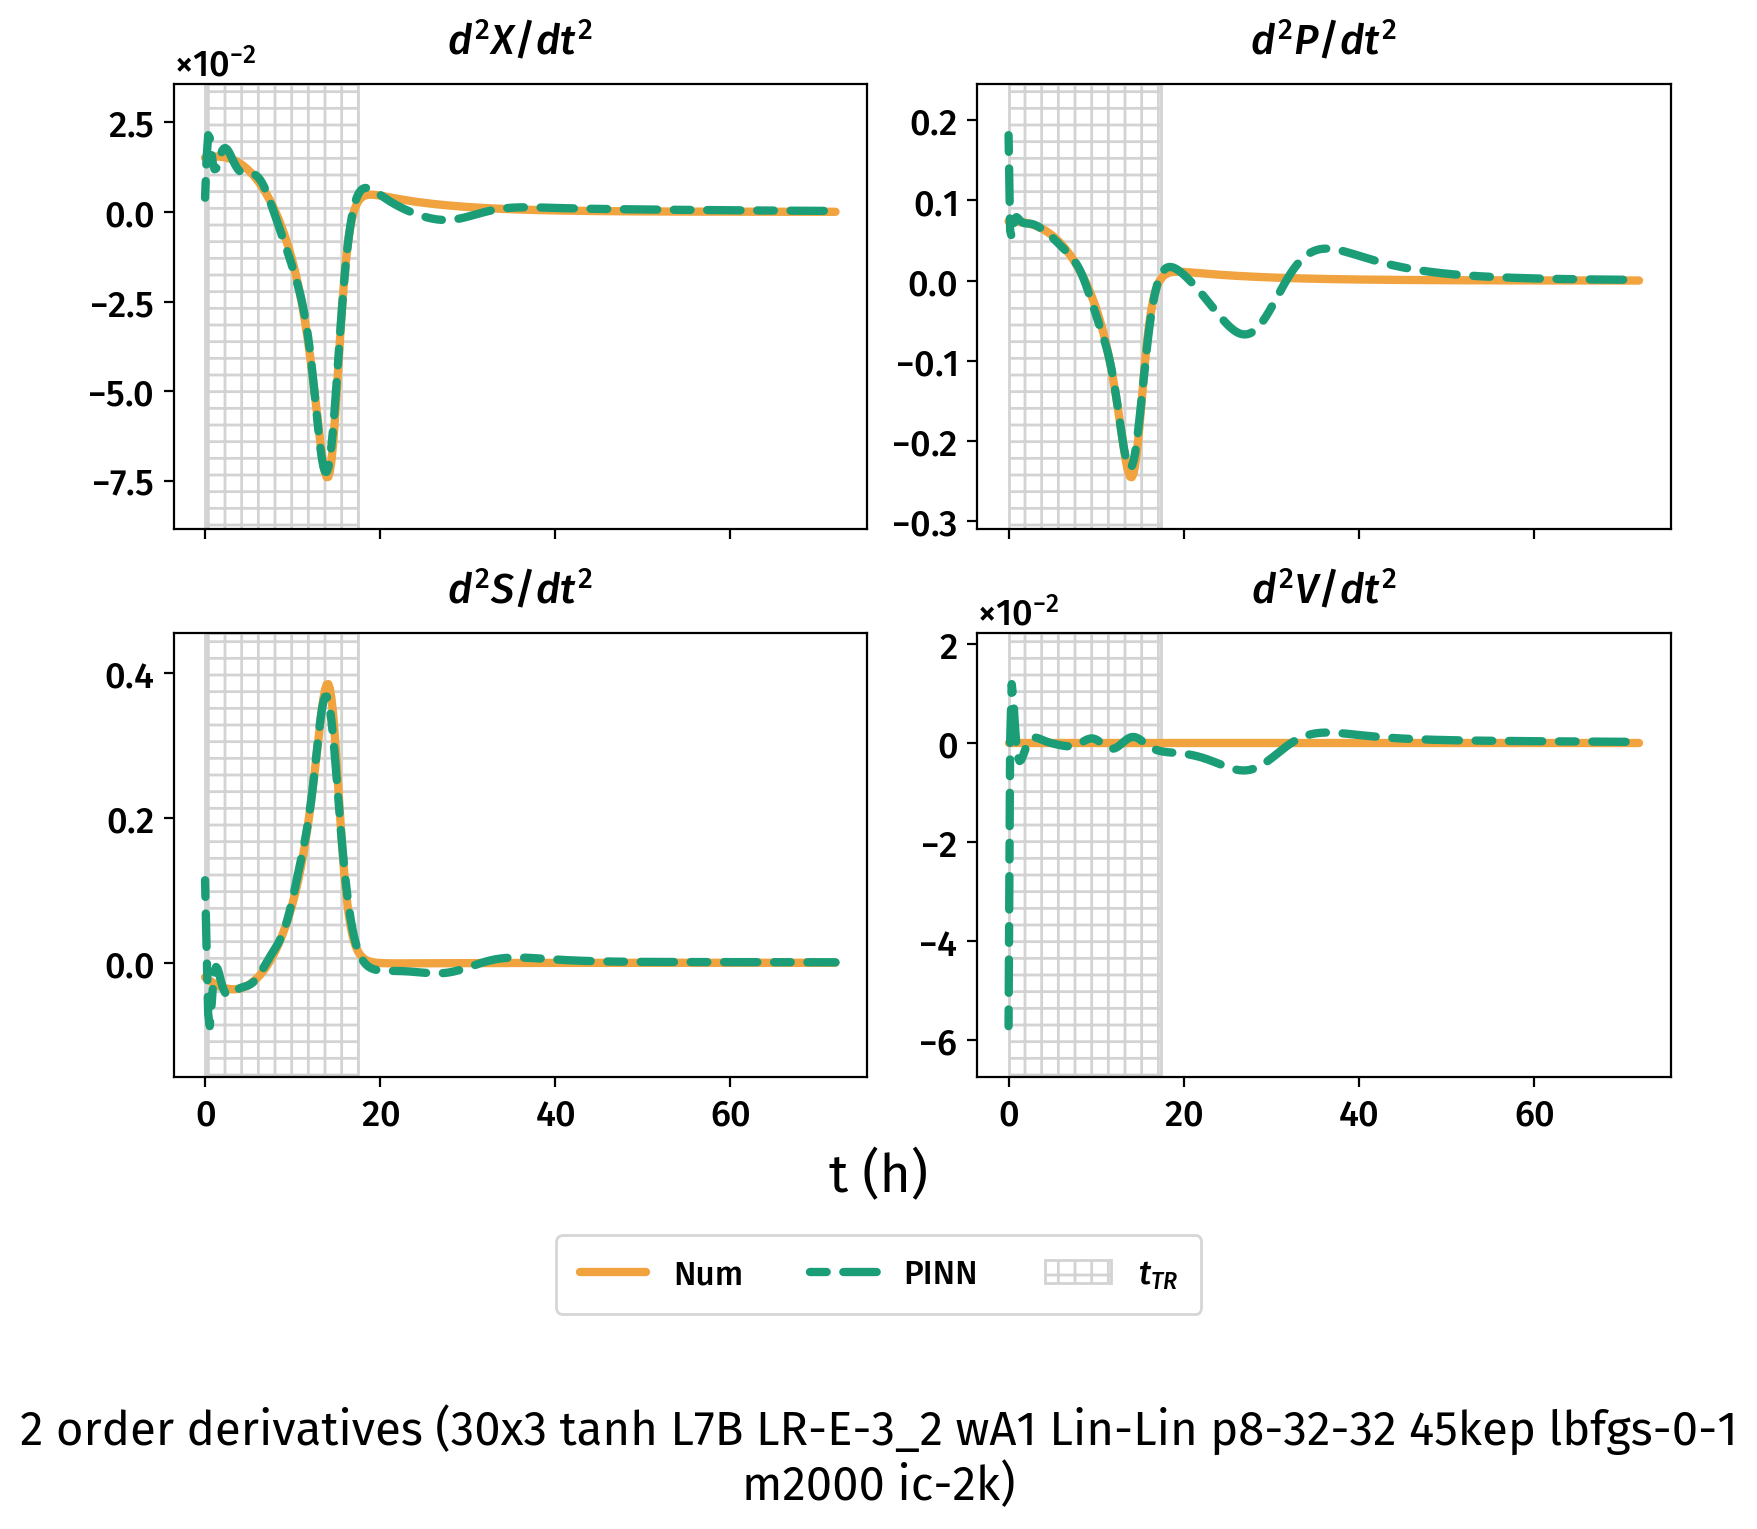 d²X/dt²
×10⁻²
2.5
0.0
−2.5
−5.0
−7.5
d²P/dt²
0.2
0.1
0.0
−0.1
−0.2
−0.3
d²S/dt²
0.4
0.2
0.0
0 20 40 60
d²V/dt²
×10⁻²
2
0
−2
−4
−6
0 20 40 60
t (h)
Num PINN t_TR
2 order derivatives (30x3 tanh L7B LR-E-3_2 wA1 Lin-Lin p8-32-32 45kep lbfgs-0-1
m2000 ic-2k)